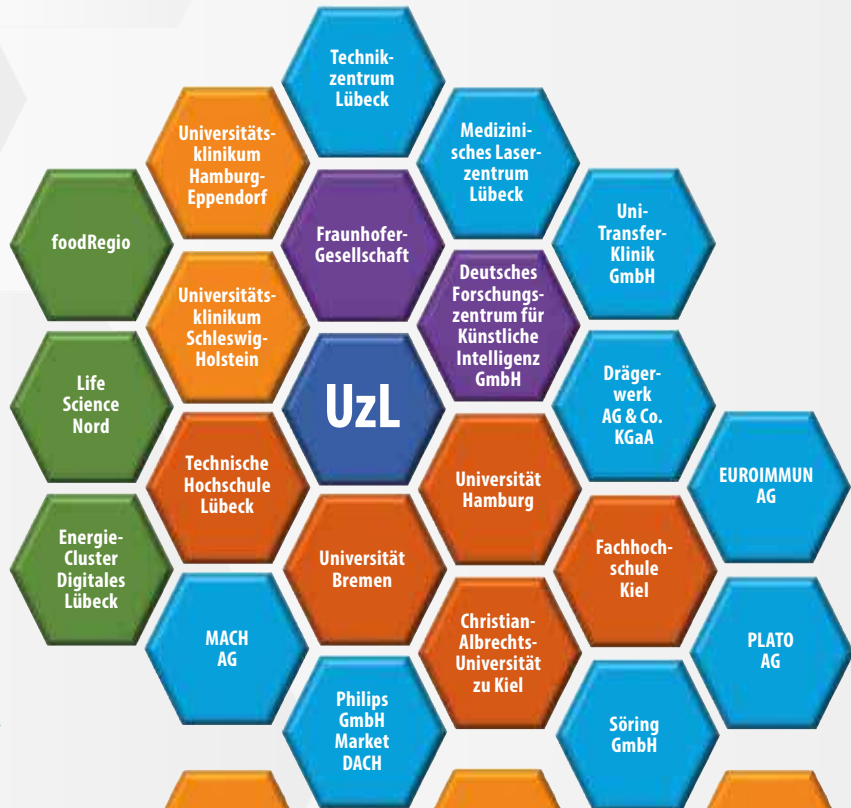 Technik-
zentrum
Lübeck
Universitäts-
klinikum
Hamburg-
Eppendorf
Medizini-
sches Laser-
zentrum
Lübeck
foodRegio
Fraunhofer-
Gesellschaft
Uni-
Transfer-
Klinik
GmbH
Universitäts-
klinikum
Schleswig-
Holstein
Deutsches
Forschungs-
zentrum für
Künstliche
Intelligenz
GmbH
Life
Science
Nord
UzL
Dräger-
werk
AG & Co.
KGaA
Technische
Hochschule
Lübeck
Universität
Hamburg
EUROIMMUN
AG
Energie-
Cluster
Digitales
Lübeck
Universität
Bremen
Fachhoch-
schule
Kiel
MACH
AG
Christian-
Albrechts-
Universität
zu Kiel
PLATO
AG
Philips
GmbH
Market
DACH
Söring
GmbH